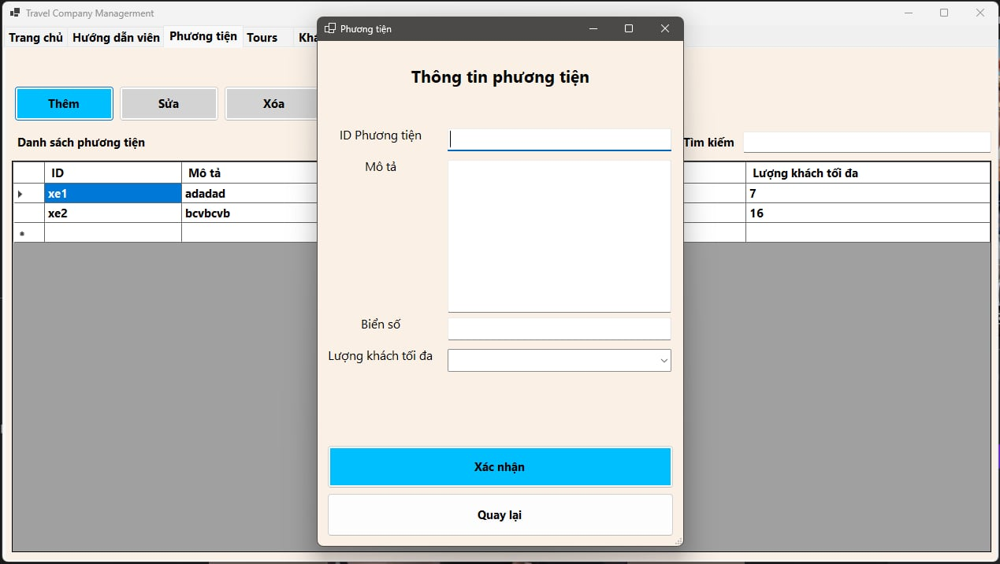 Travel Company Managerment
Trang chủ Hướng dẫn viên Phương tiện Tours
Thêm Sửa Xóa
Danh sách phương tiện
Tìm kiếm
ID Mô tả Lượng khách tối đa
xe1 adadad 7
xe2 bcvbcvb 16
Phương tiện
Thông tin phương tiện
ID Phương tiện
Mô tả
Biển số
Lượng khách tối đa
Xác nhận
Quay lại